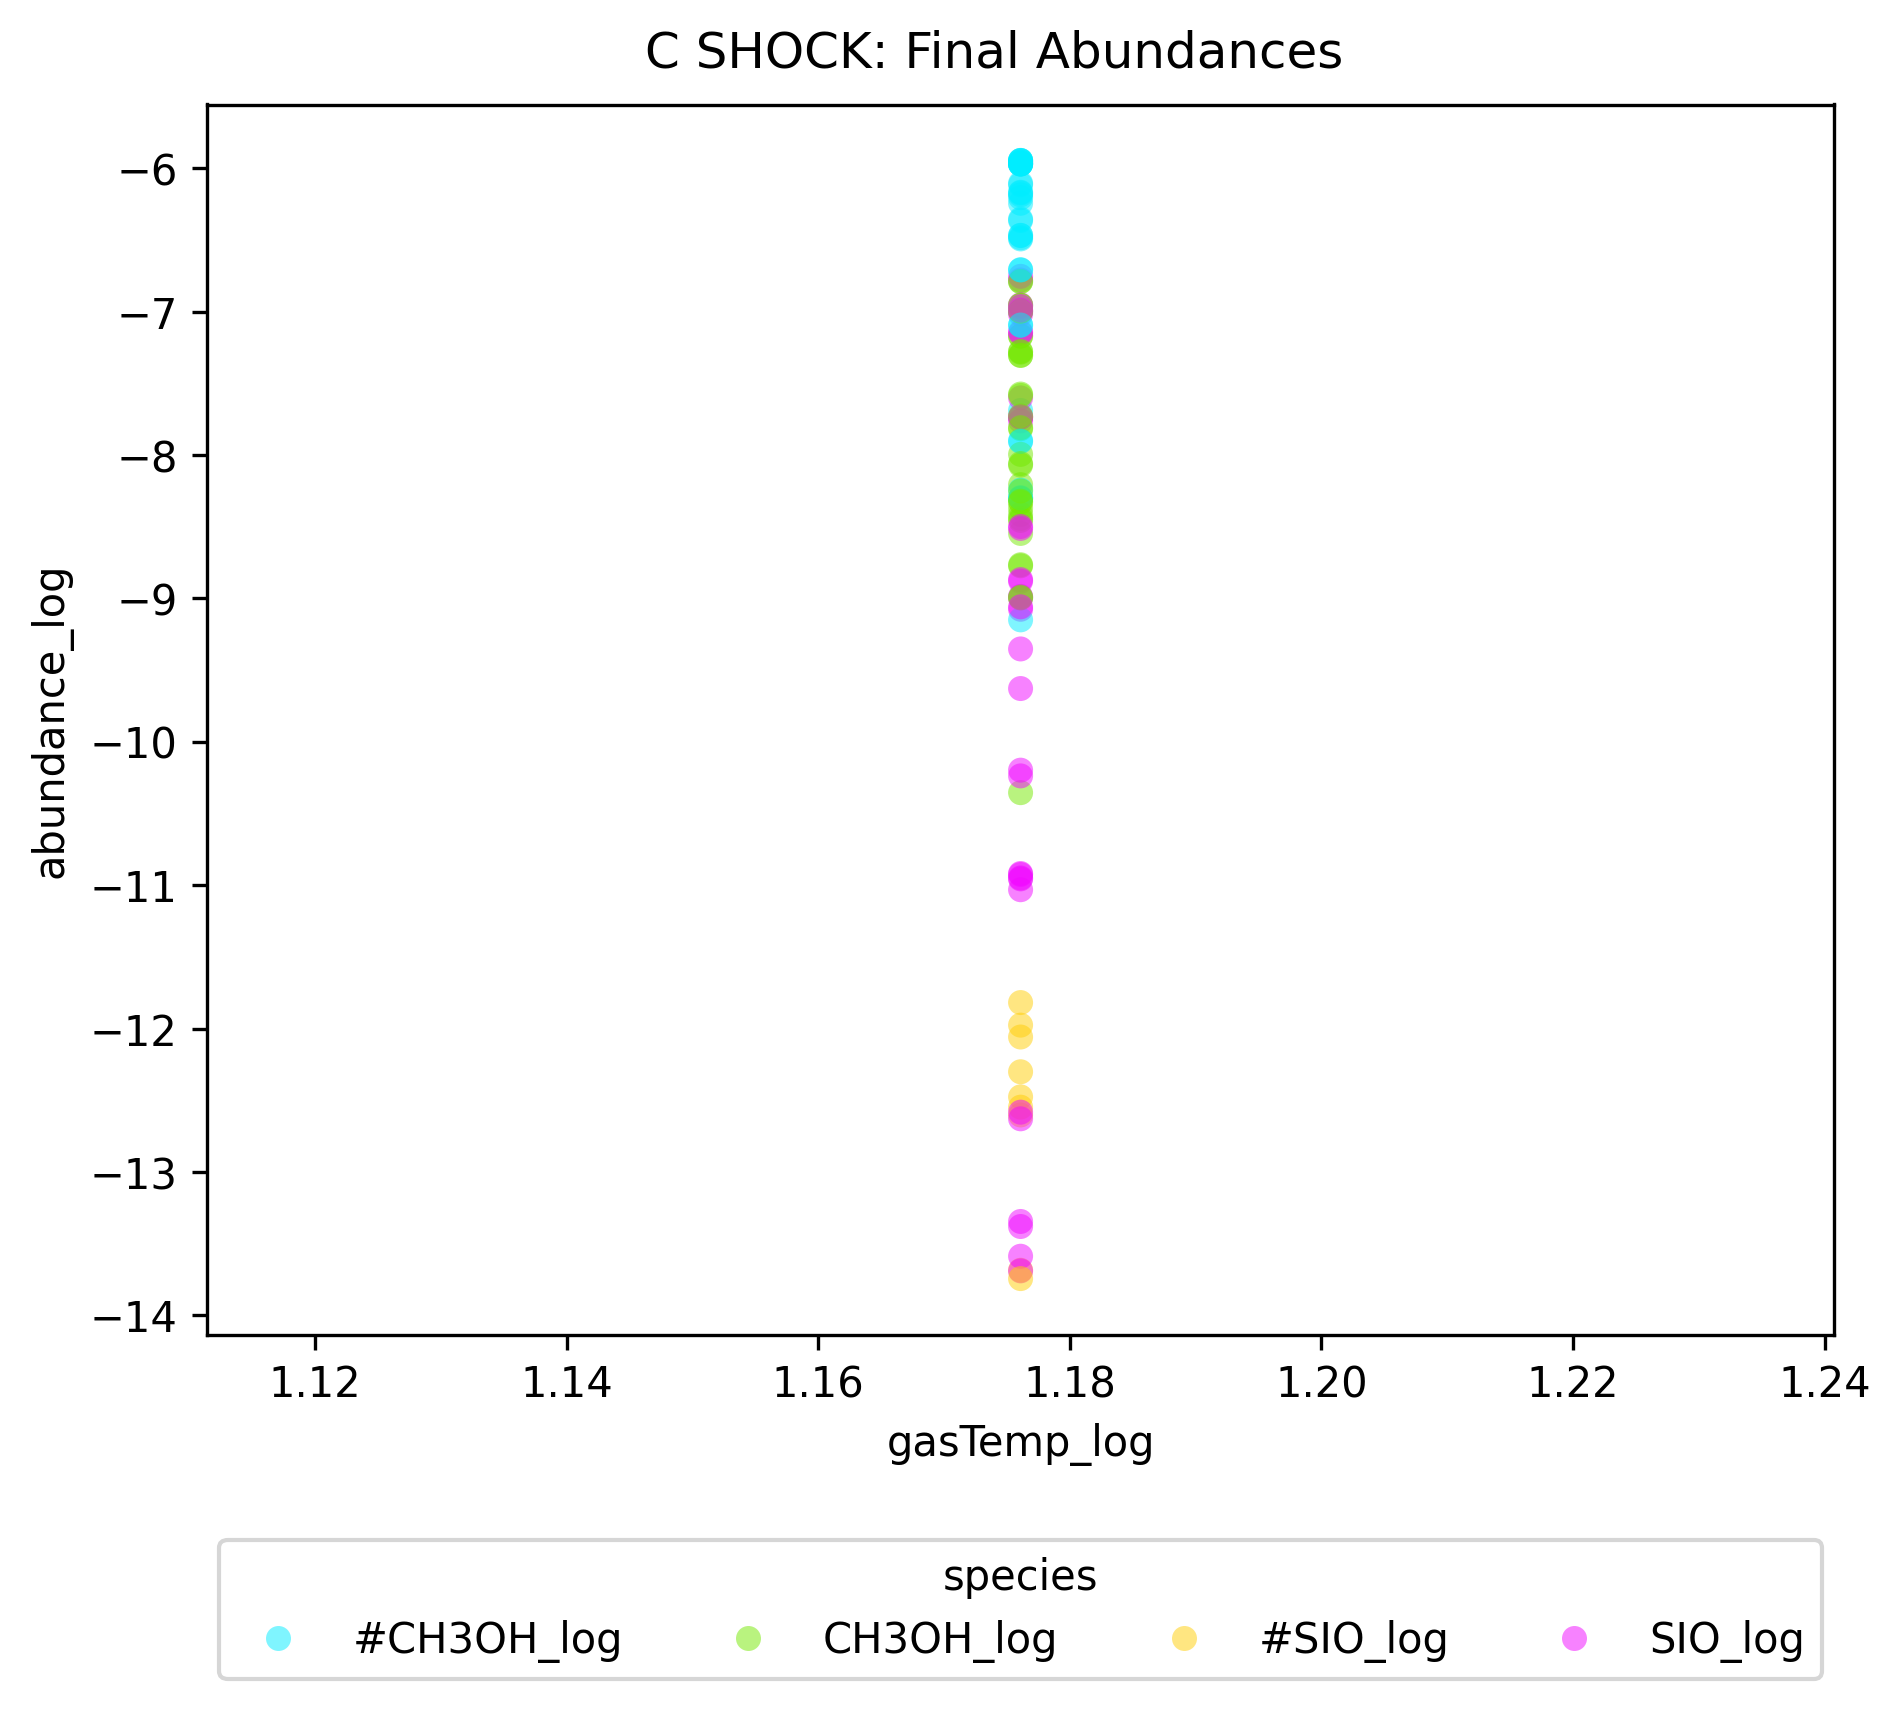 C SHOCK: Final Abundances
−6
−7
−8
−9
−10
−11
−12
−13
−14
abundance_log
1.12 1.14 1.16 1.18 1.20 1.22 1.24
gasTemp_log
species
#CH3OH_log CH3OH_log #SIO_log SIO_log